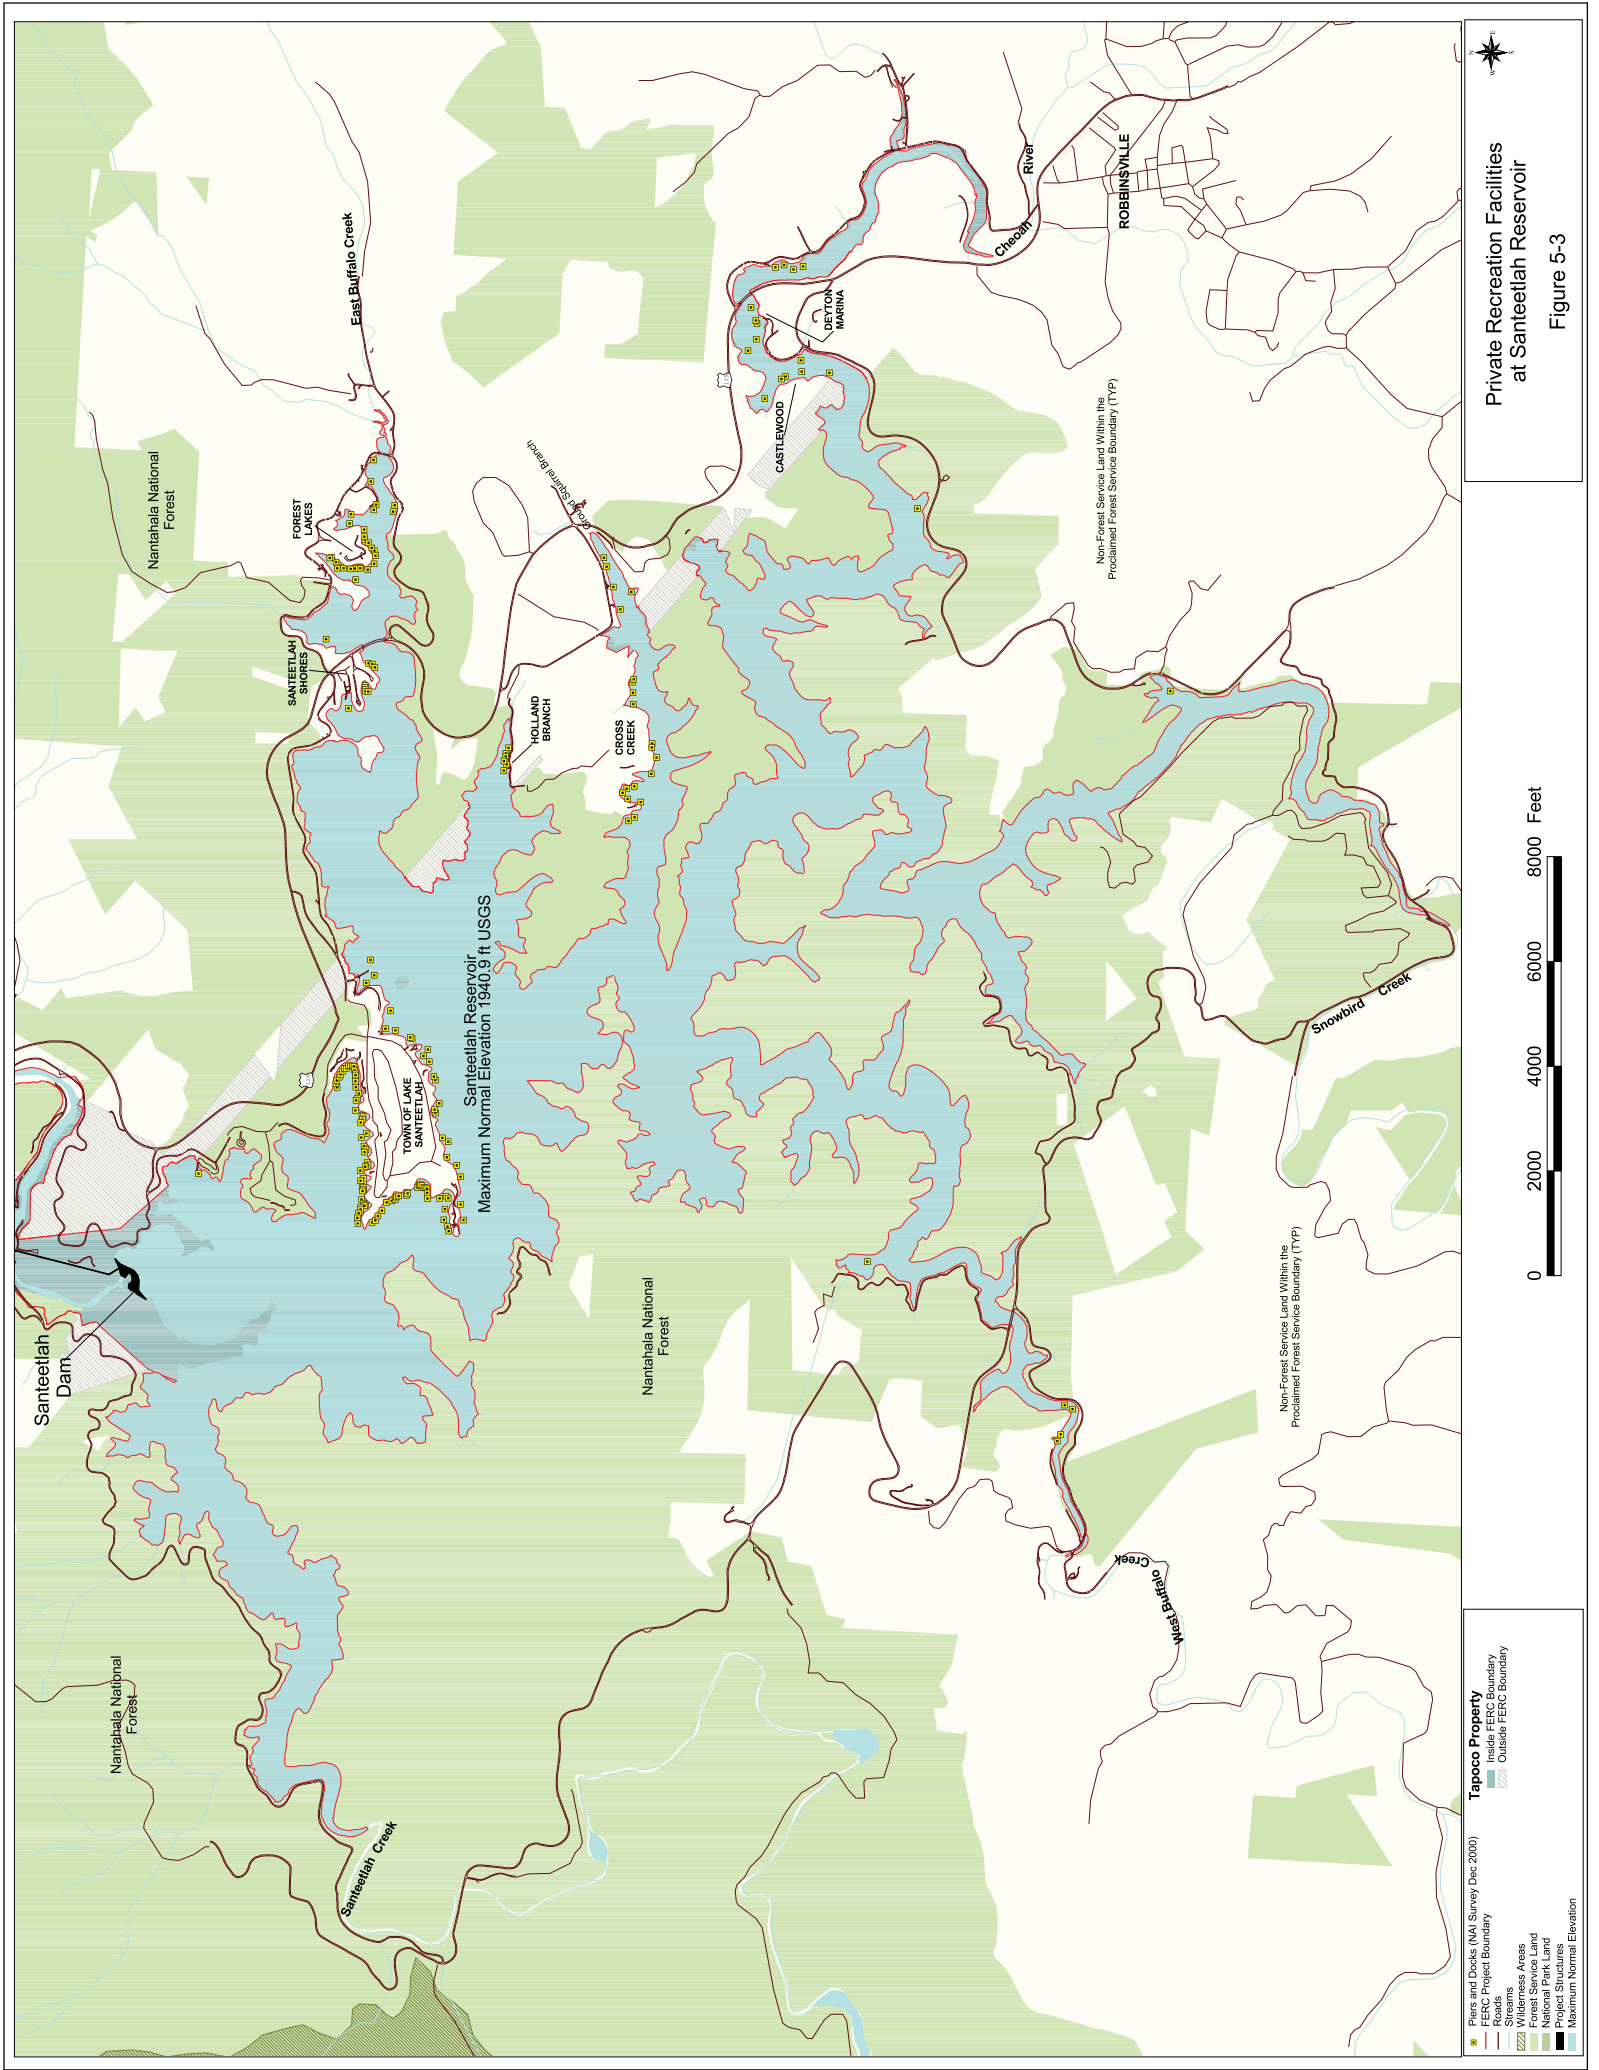 Private Recreation Facilities
at Santeetlah Reservoir
Figure 5-3
N
E
S
W
Santeetlah
Dam
Nantahala National
Forest
Nantahala National
Forest
Nantahala National
Forest
East Buffalo Creek
FOREST
LAKES
SANTEETLAH
SHORES
HOLLAND
BRANCH
CROSS
CREEK
Ground Squirrel Branch
129
CASTLEWOOD
DEYTON
MARINA
Cheoah
River
ROBBINSVILLE
129
TOWN OF LAKE
SANTEETLAH
Santeetlah Reservoir
Maximum Normal Elevation 1940.9 ft USGS
Non-Forest Service Land Within the
Proclaimed Forest Service Boundary (TYP)
Non-Forest Service Land Within the
Proclaimed Forest Service Boundary (TYP)
Snowbird Creek
West Buffalo
Creek
Santeetlah Creek
0 2000 4000 6000 8000 Feet
Piers and Docks (NAI Survey Dec 2000)
FERC Project Boundary
Roads
Streams
Wilderness Areas
Forest Service Land
National Park Land
Project Structures
Maximum Normal Elevation
Tapoco Property
Inside FERC Boundary
Outside FERC Boundary